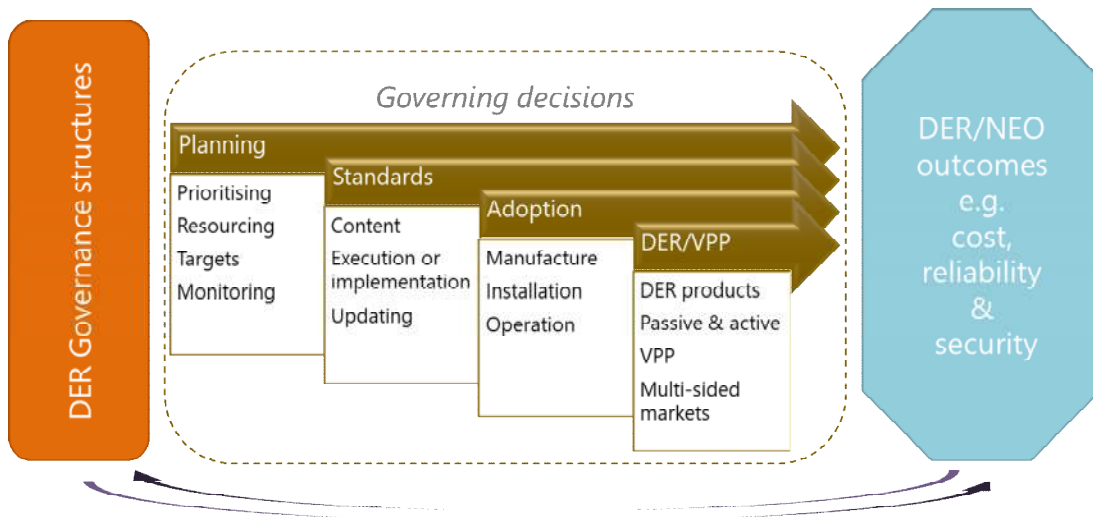 DER Governance structures
Governing decisions
Planning
Prioritising
Resourcing
Targets
Monitoring
Standards
Content
Execution or
implementation
Updating
Adoption
Manufacture
Installation
Operation
DER/VPP
DER products
Passive & active
VPP
Multi-sided
markets
DER/NEO
outcomes
e.g.
cost,
reliability
&
security